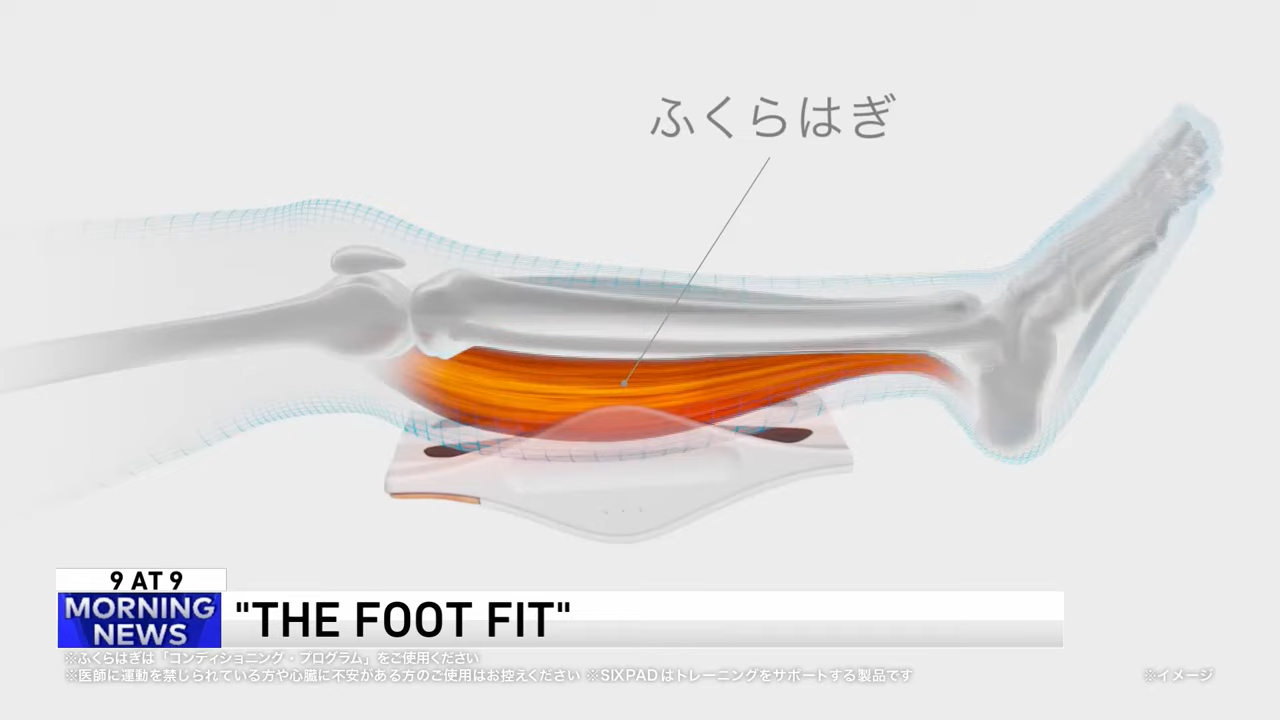 ふくらはぎ
9 AT 9
MORNING
NEWS
"THE FOOT FIT"
※ふくらはぎは「コンディショニング・プログラム」をご使用ください
※医師に運動を禁じられている方や心臓に不安がある方のご使用はお控えください ※SIXPADはトレーニングをサポートする製品です
※イメージ